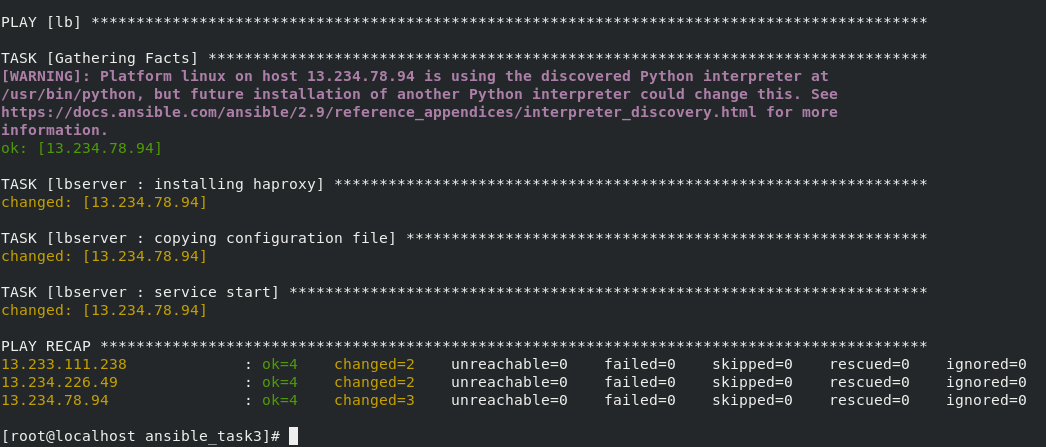 PLAY [lb] *********************************************************************************************
TASK [Gathering Facts] ********************************************************************************
[WARNING]: Platform linux on host 13.234.78.94 is using the discovered Python interpreter at
/usr/bin/python, but future installation of another Python interpreter could change this. See
https://docs.ansible.com/ansible/2.9/reference_appendices/interpreter_discovery.html for more
information.
ok: [13.234.78.94]
TASK [lbserver : installing haproxy] ******************************************************************
changed: [13.234.78.94]
TASK [lbserver : copying configuration file] **********************************************************
changed: [13.234.78.94]
TASK [lbserver : service start] ***********************************************************************
changed: [13.234.78.94]
PLAY RECAP ********************************************************************************************
13.233.111.238             : ok=4    changed=2    unreachable=0    failed=0    skipped=0    rescued=0    ignored=0
13.234.226.49              : ok=4    changed=2    unreachable=0    failed=0    skipped=0    rescued=0    ignored=0
13.234.78.94               : ok=4    changed=3    unreachable=0    failed=0    skipped=0    rescued=0    ignored=0
[root@localhost ansible_task3]#